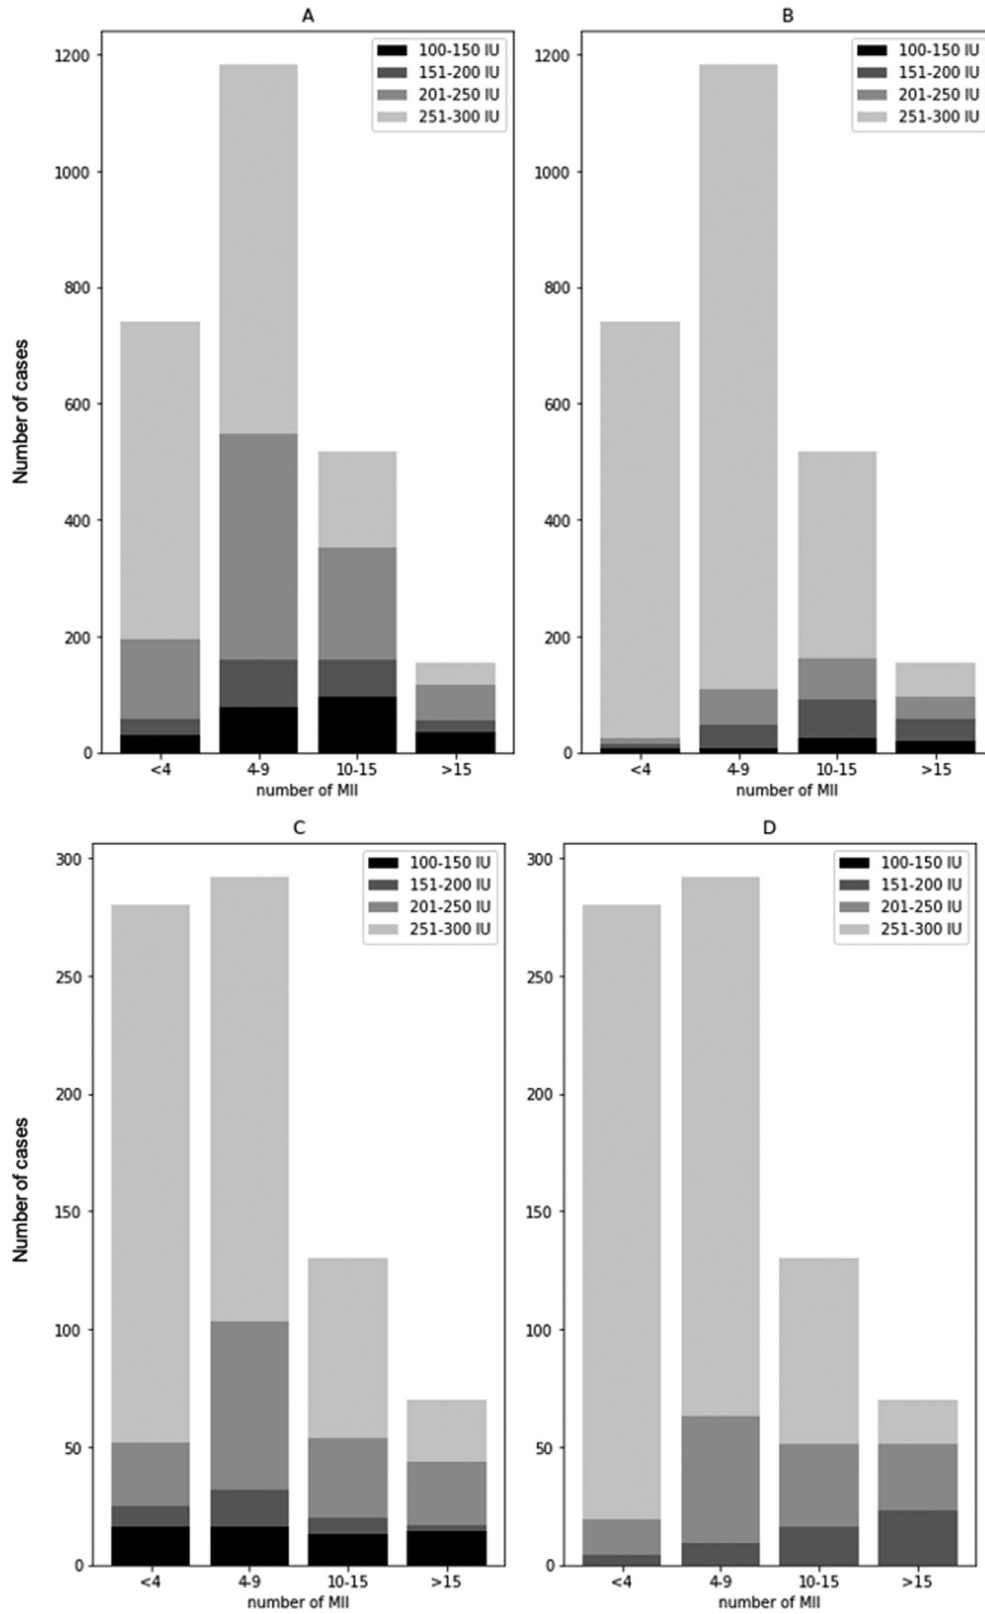 A
1200
1000
800
600
400
200
0
Number of cases
100-150 IU
151-200 IU
201-250 IU
251-300 IU
<4 4-9 10-15 >15
number of MII
B
1200
1000
800
600
400
200
0
100-150 IU
151-200 IU
201-250 IU
251-300 IU
<4 4-9 10-15 >15
number of MII
C
300
250
200
150
100
50
0
Number of cases
100-150 IU
151-200 IU
201-250 IU
251-300 IU
<4 4-9 10-15 >15
number of MII
D
300
250
200
150
100
50
0
100-150 IU
151-200 IU
201-250 IU
251-300 IU
<4 4-9 10-15 >15
number of MII